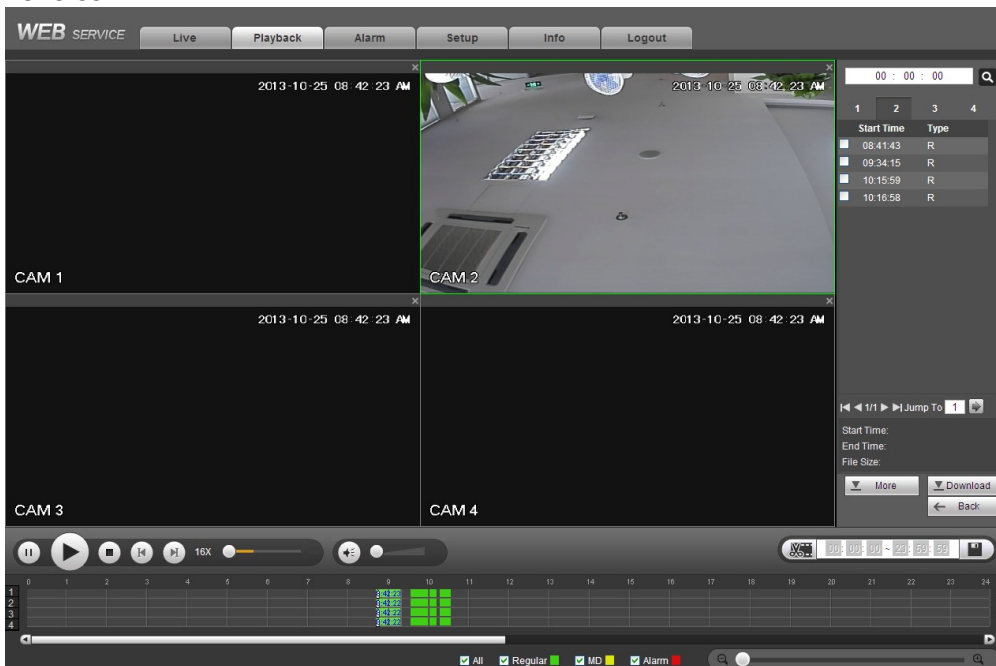 WEB SERVICE
Live
Playback
Alarm
Setup
Info
Logout
2013-10-25 08:42:23 AM
CAM 1
2013-10-25 08:42:23 AM
CAM 2
2013-10-25 08:42:23 AM
CAM 3
2013-10-25 08:42:23 AM
CAM 4
00 : 00 : 00
1 2 3 4
Start Time Type
08:41:43 R
09:34:15 R
10:15:59 R
10:16:58 R
1/1 Jump To 1
Start Time:
End Time:
File Size:
More
Download
Back
16X
00: 00: 00 ~ 23: 59: 59
0 1 2 3 4 5 6 7 8 9 10 11 12 13 14 15 16 17 18 19 20 21 22 23 24
1
2
3
4
All Regular MD Alarm